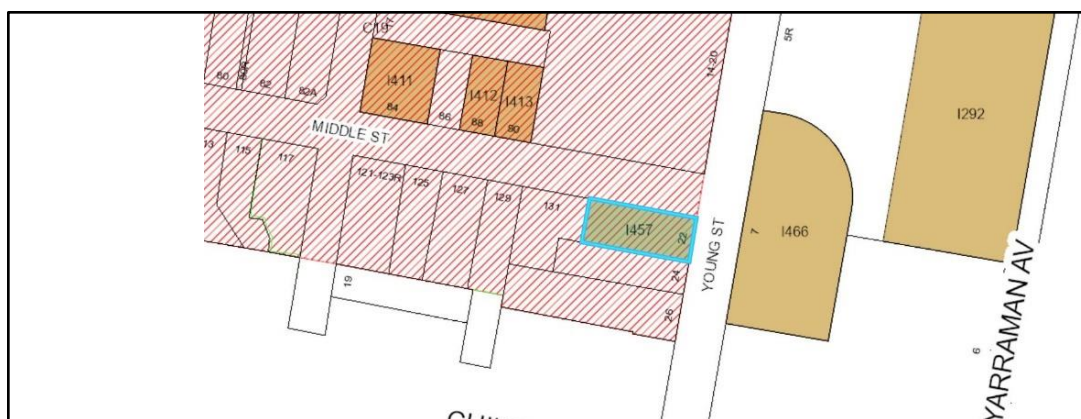 C19
80
80R
82
82A
I411
84
86
I412
88
I413
90
14-20
5R
I292
MIDDLE ST
115
117
121-123R
125
127
129
131
I457
22
24
26
YOUNG ST
7
I466
19
6
YARRAMAN AV